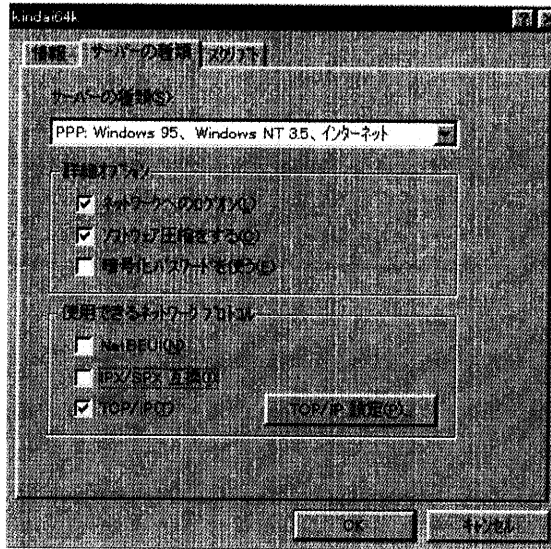 kindai64k
情報 サーバーの種類 スクリプト
サーバーの種類(S)
PPP: Windows 95、Windows NT 3.5、インターネット
詳細オプション
ネットワークへのログオン(L)
ソフトウェア圧縮をする(C)
暗号化パスワードを使う(E)
使用できるネットワーク プロトコル
NetBEUI(N)
IPX/SPX 互換(I)
TCP/IP(T) TCP/IP 設定(P)...
OK キャンセル